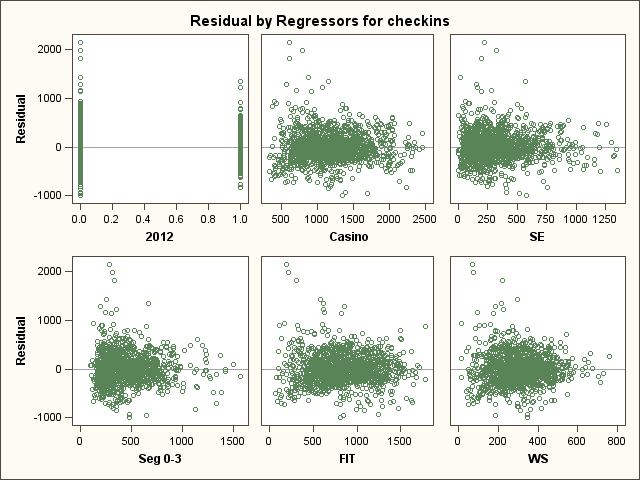 Residual by Regressors for checkins
Residual
2000
1000
0
-1000
0.0 0.2 0.4 0.6 0.8 1.0
2012
500 1000 1500 2000 2500
Casino
0 250 500 750 1000 1250
SE
Residual
2000
1000
0
-1000
0 500 1000 1500
Seg 0-3
0 500 1000 1500
FIT
0 200 400 600 800
WS